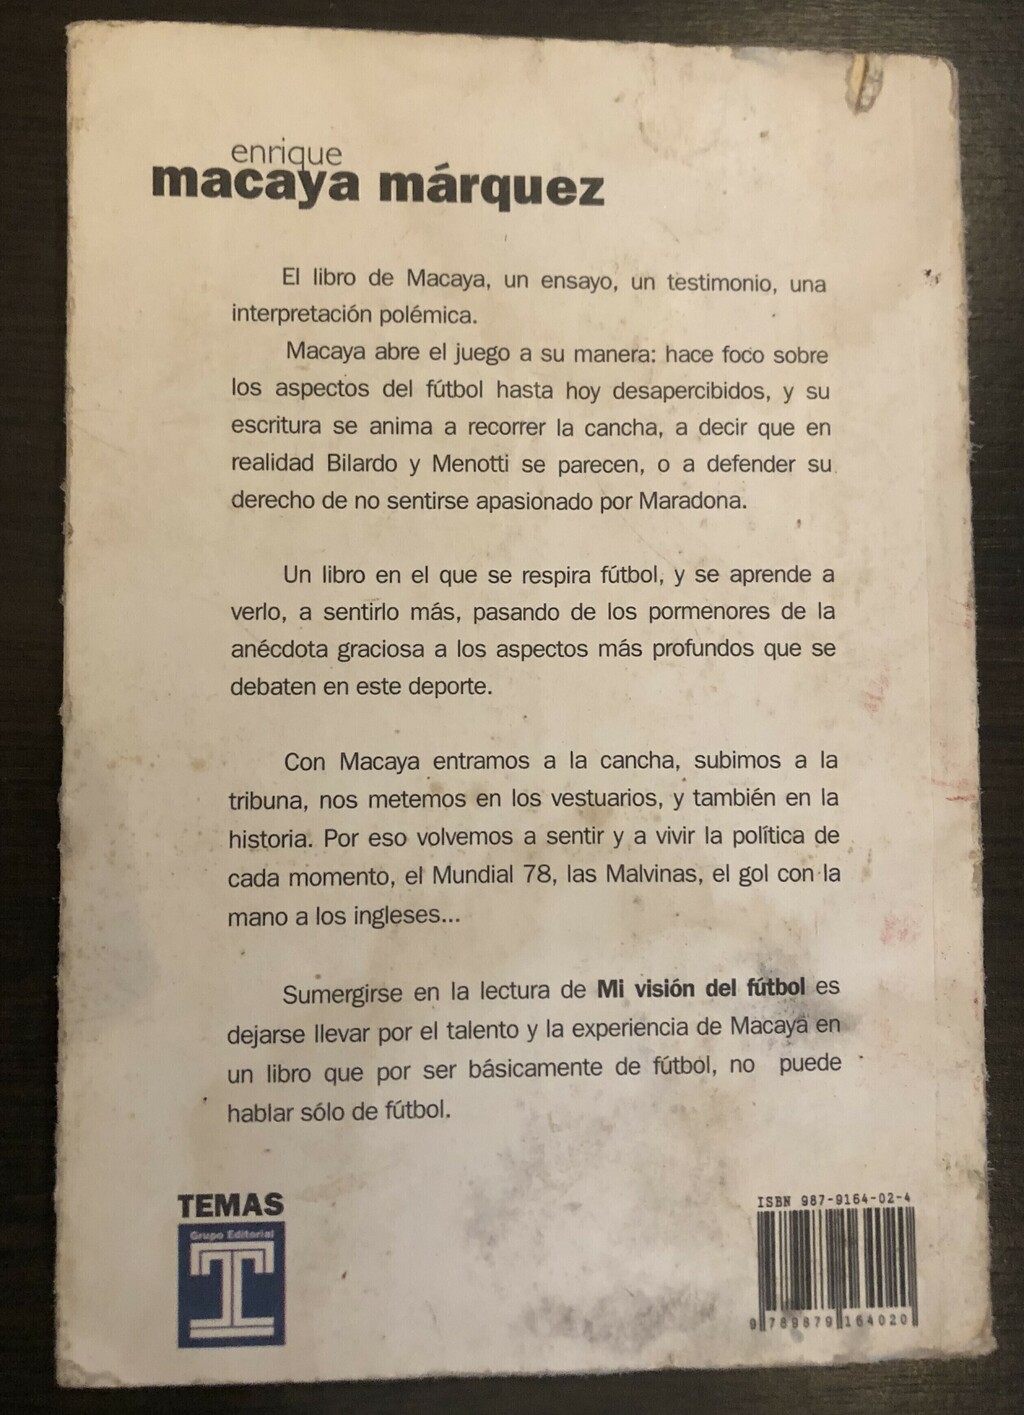 enrique
macaya márquez
El libro de Macaya, un ensayo, un testimonio, una
interpretación polémica.
Macaya abre el juego a su manera: hace foco sobre
los aspectos del fútbol hasta hoy desapercibidos, y su
escritura se anima a recorrer la cancha, a decir que en
realidad Bilardo y Menotti se parecen, o a defender su
derecho de no sentirse apasionado por Maradona.
Un libro en el que se respira fútbol, y se aprende a
verlo, a sentirlo más, pasando de los pormenores de la
anécdota graciosa a los aspectos más profundos que se
debaten en este deporte.
Con Macaya entramos a la cancha, subimos a la
tribuna, nos metemos en los vestuarios, y también en la
historia. Por eso volvemos a sentir y a vivir la política de
cada momento, el Mundial 78, las Malvinas, el gol con la
mano a los ingleses...
Sumergirse en la lectura de Mi visión del fútbol es
dejarse llevar por el talento y la experiencia de Macaya en
un libro que por ser básicamente de fútbol, no puede
hablar sólo de fútbol.
TEMAS
Grupo Editorial
T
ISBN 987-9164-02-4
9 789879 164020